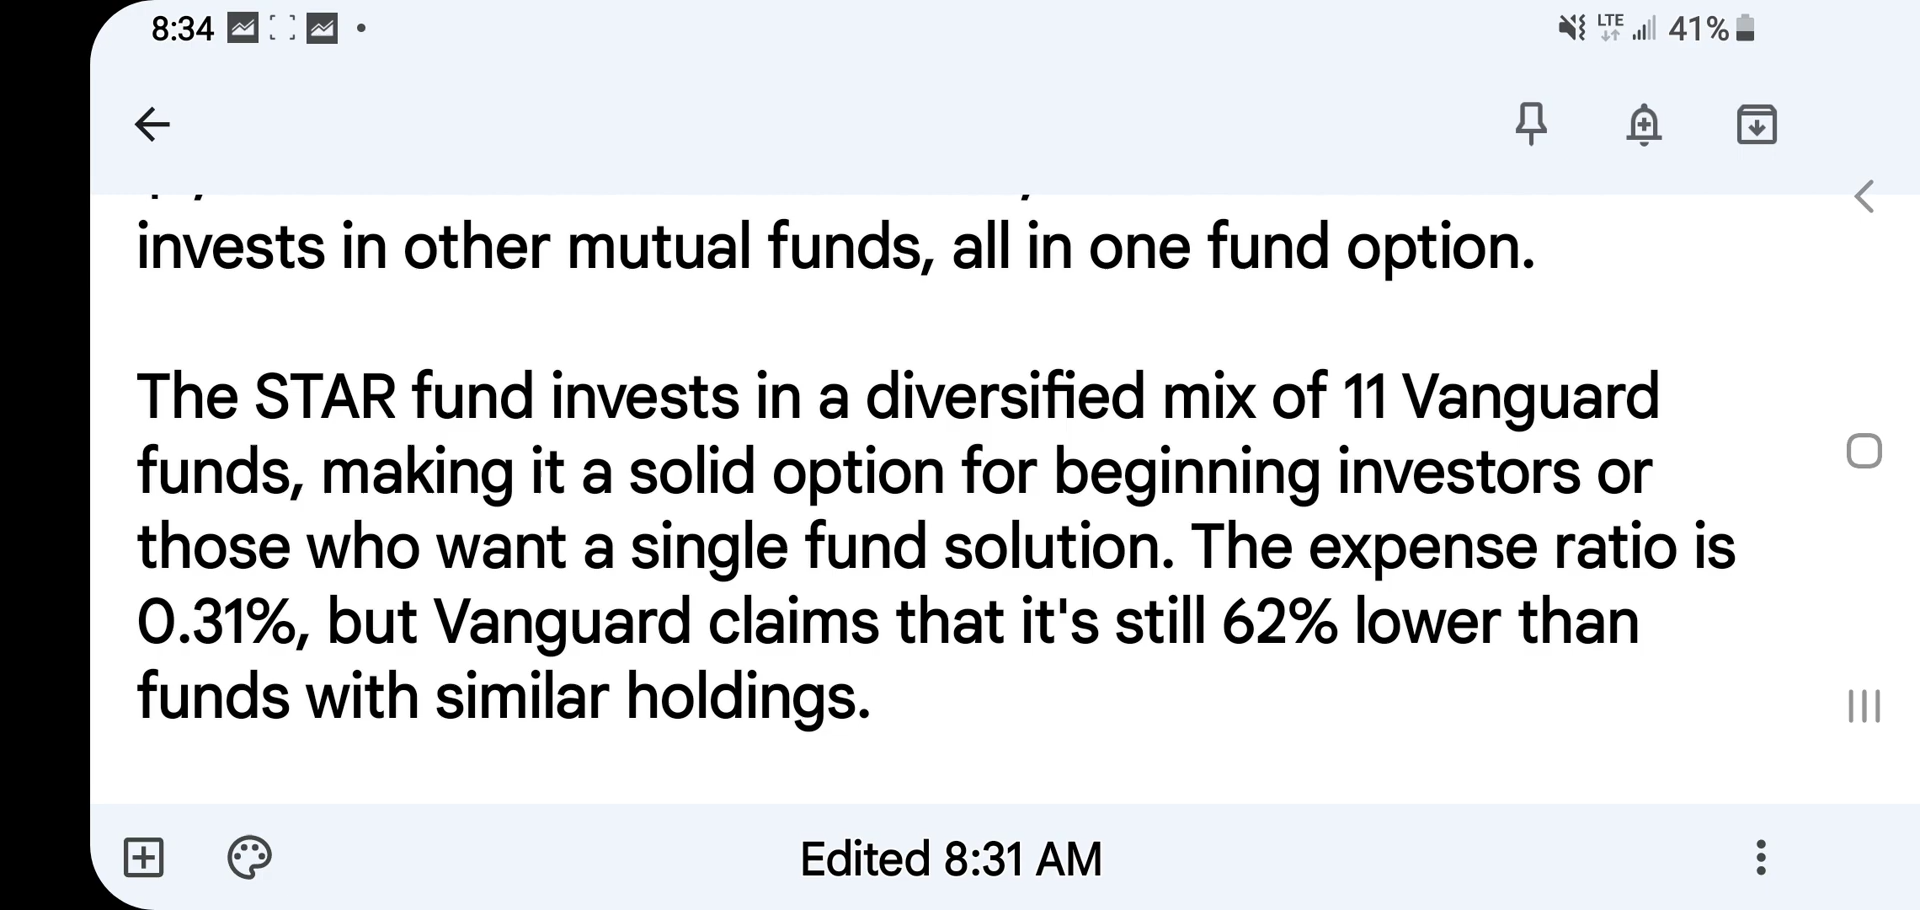 8:34
LTE 41%
invests in other mutual funds, all in one fund option.
The STAR fund invests in a diversified mix of 11 Vanguard
funds, making it a solid option for beginning investors or
those who want a single fund solution. The expense ratio is
0.31%, but Vanguard claims that it's still 62% lower than
funds with similar holdings.
Edited 8:31 AM